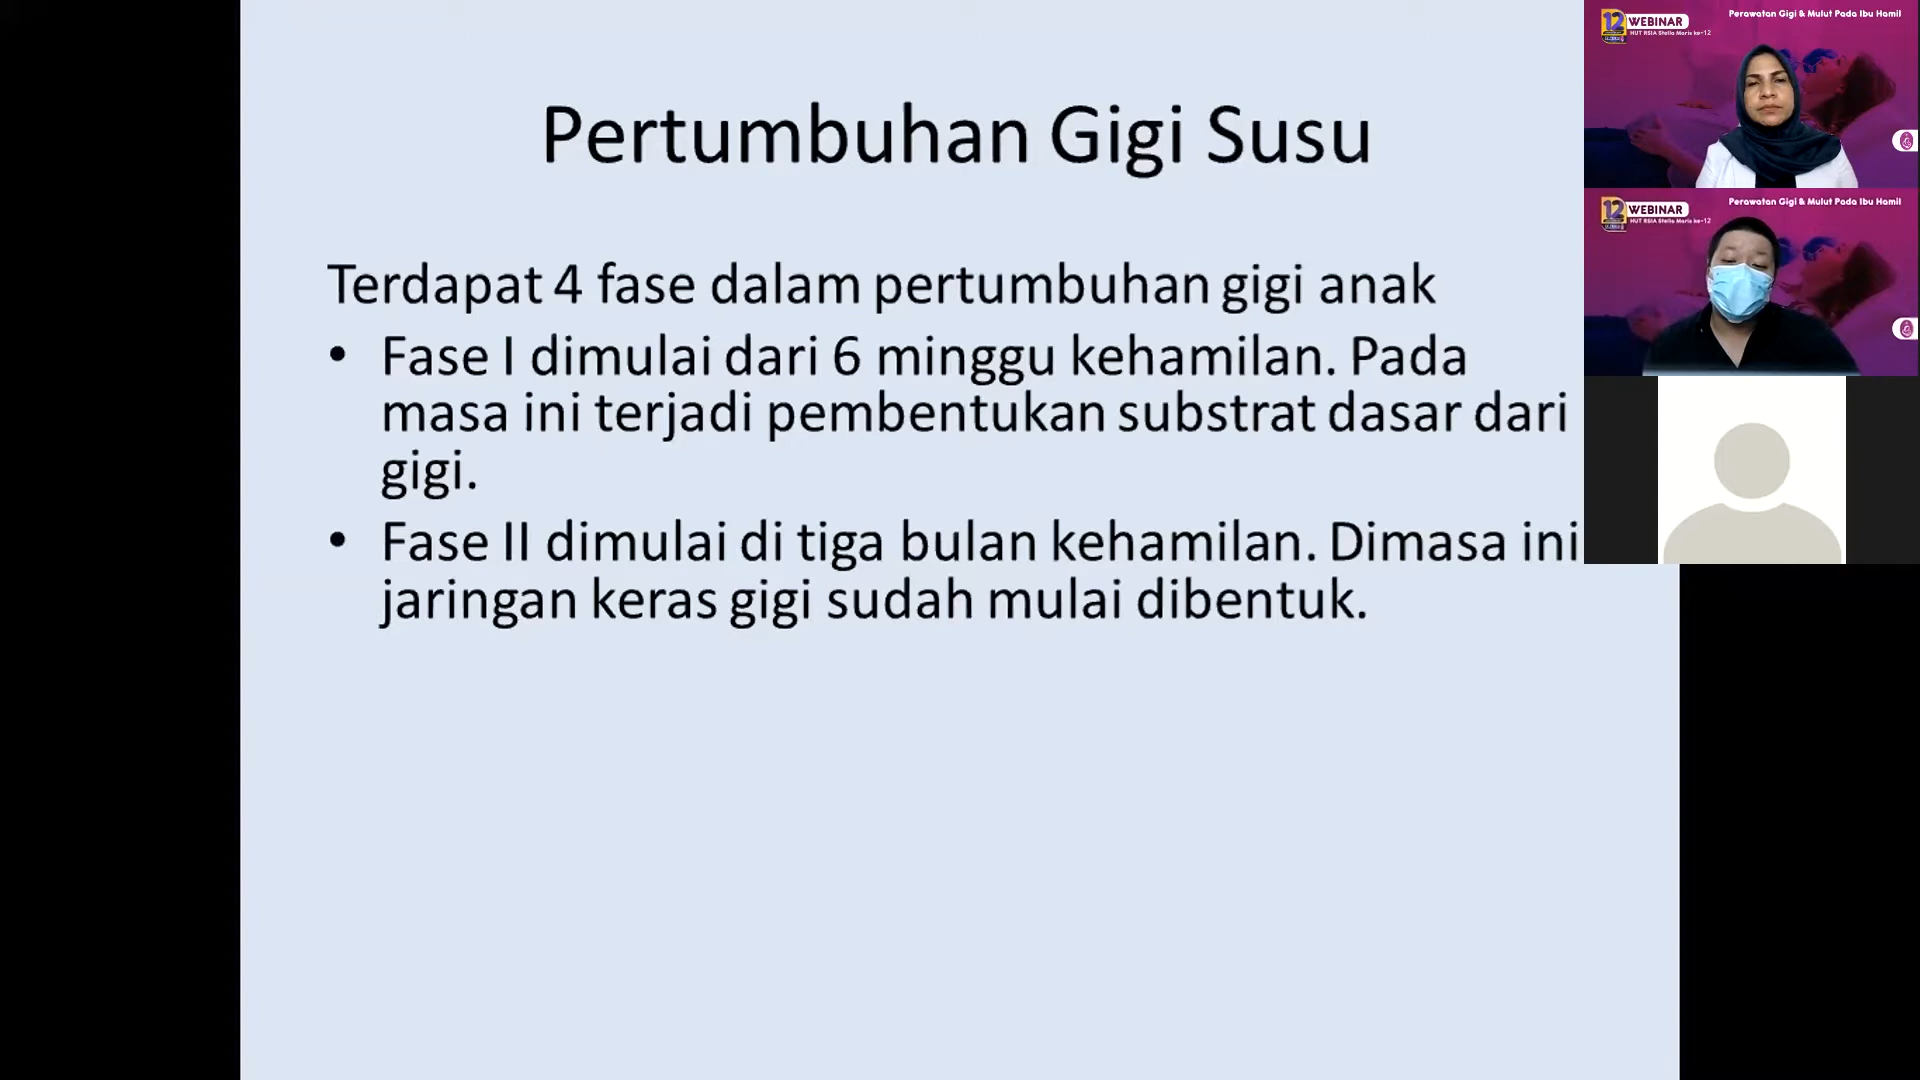 Pertumbuhan Gigi Susu
Terdapat 4 fase dalam pertumbuhan gigi anak
• Fase I dimulai dari 6 minggu kehamilan. Pada
masa ini terjadi pembentukan substrat dasar dari
gigi.
• Fase II dimulai di tiga bulan kehamilan. Dimasa ini
jaringan keras gigi sudah mulai dibentuk.
12 WEBINAR
HUT RSIA Stella Maris ke-12
Perawatan Gigi & Mulut Pada Ibu Hamil
12 WEBINAR
HUT RSIA Stella Maris ke-12
Perawatan Gigi & Mulut Pada Ibu Hamil